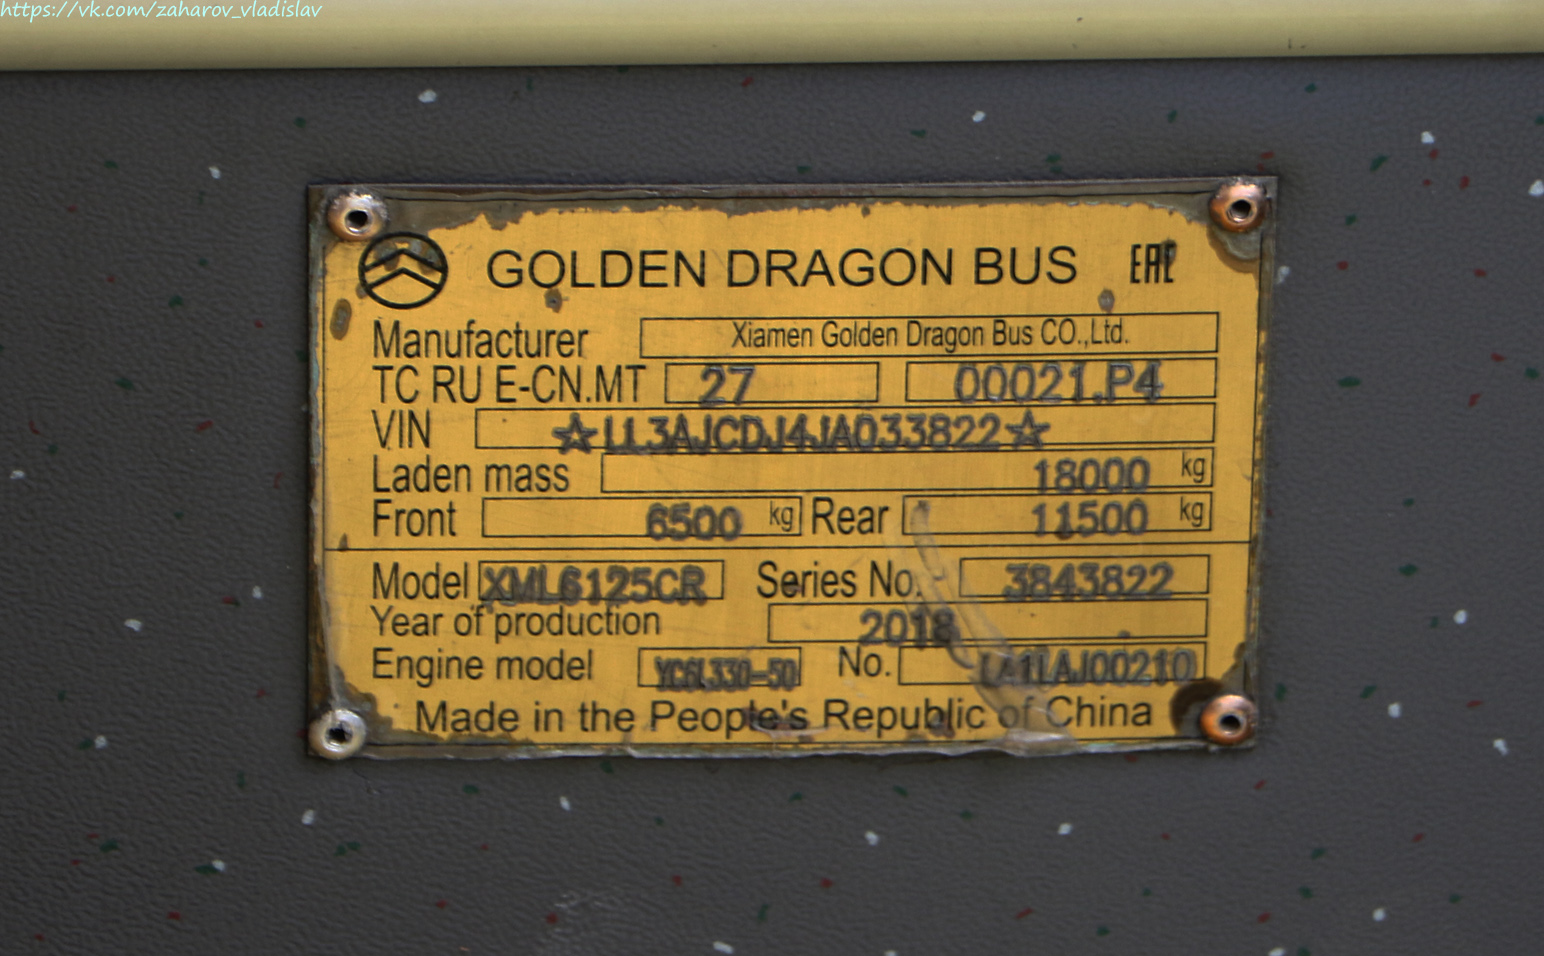 https://vk.com/zaharov_vladislav
GOLDEN DRAGON BUS EAC
Manufacturer Xiamen Golden Dragon Bus CO.,Ltd.
TC RU E-CN.MT 27 00021.P4
VIN ☆LL3AJCDJ4JA033822☆
Laden mass 18000 kg
Front 6500 kg Rear 11500 kg
Model XML6125CR Series No. 3843822
Year of production 2018
Engine model YC6L330-50 No. LA1LAJ00210
Made in the People's Republic of China